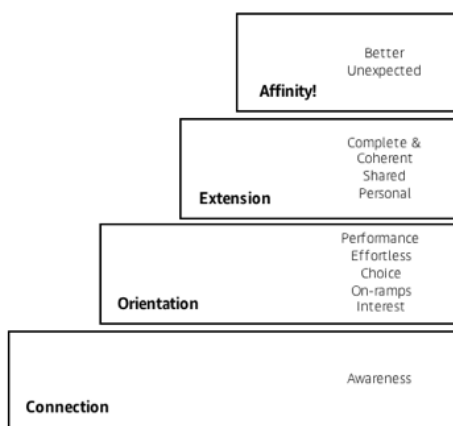 Better
Unexpected
Affinity!
Complete &
Coherent
Shared
Personal
Extension
Performance
Effortless
Choice
On-ramps
Interest
Orientation
Awareness
Connection